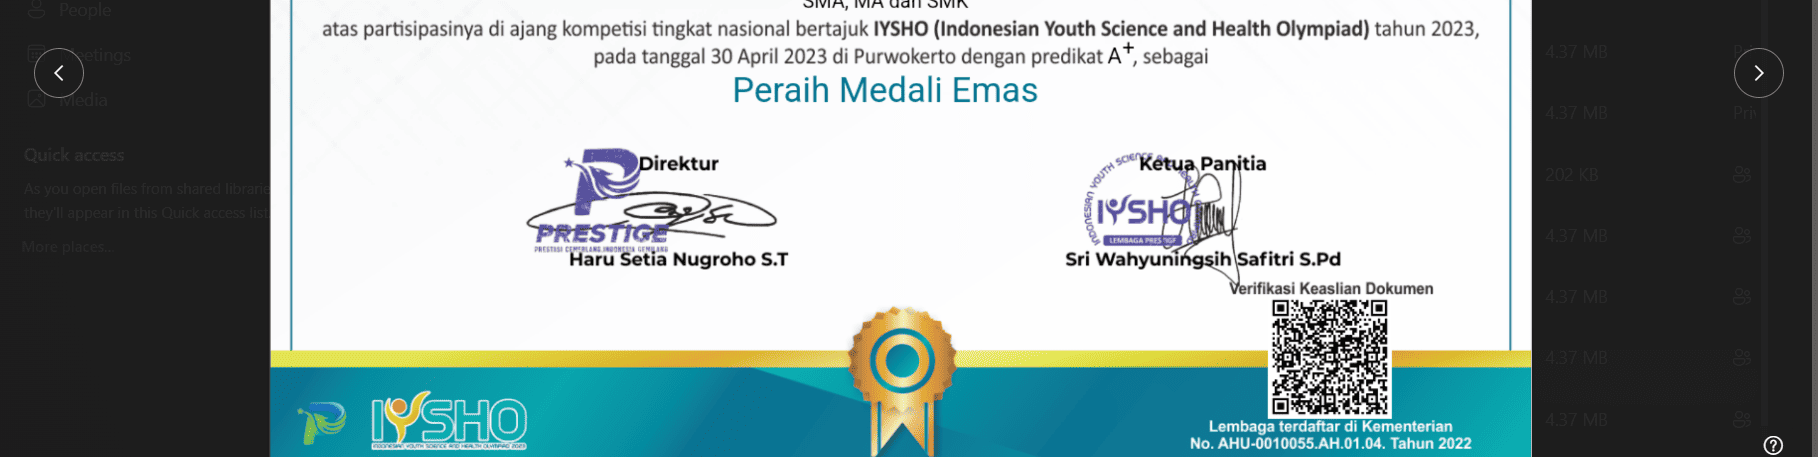 People
Meetings
Media
Quick access
As you open files from shared librarie
they'll appear in this Quick access list.
More places...
SMA, MA dan SMK
atas partisipasinya di ajang kompetisi tingkat nasional bertajuk IYSHO (Indonesian Youth Science and Health Olympiad) tahun 2023,
pada tanggal 30 April 2023 di Purwokerto dengan predikat A+, sebagai
Peraih Medali Emas
Direktur
PRESTIGE
PRESTASI CEMERLANG INDONESIA GEMILANG
Haru Setia Nugroho S.T
Ketua Panitia
INDONESIAN YOUTH SCIENCE
IYSHO
LEMBAGA PRESTIGE
Sri Wahyuningsih Safitri S.Pd
Verifikasi Keaslian Dokumen
IYSHO
INDONESIAN YOUTH SCIENCE AND HEALTH OLYMPIAD 2023
Lembaga terdaftar di Kementerian
No. AHU-0010055.AH.01.04. Tahun 2022
4.37 MB
4.37 MB Pri
202 KB
4.37 MB
4.37 MB
4.37 MB
4.37 MB